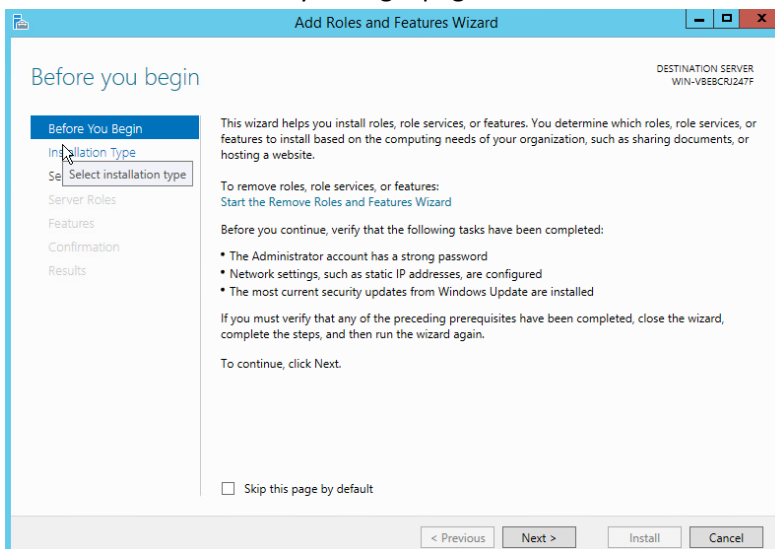 Add Roles and Features Wizard
Before you begin
DESTINATION SERVER
WIN-VBEBCRJ247F
Before You Begin
Installation Type
Se
Select installation type
Server Roles
Features
Confirmation
Results
This wizard helps you install roles, role services, or features. You determine which roles, role services, or
features to install based on the computing needs of your organization, such as sharing documents, or
hosting a website.
To remove roles, role services, or features:
Start the Remove Roles and Features Wizard
Before you continue, verify that the following tasks have been completed:
• The Administrator account has a strong password
• Network settings, such as static IP addresses, are configured
• The most current security updates from Windows Update are installed
If you must verify that any of the preceding prerequisites have been completed, close the wizard,
complete the steps, and then run the wizard again.
To continue, click Next.
Skip this page by default
< Previous
Next >
Install
Cancel